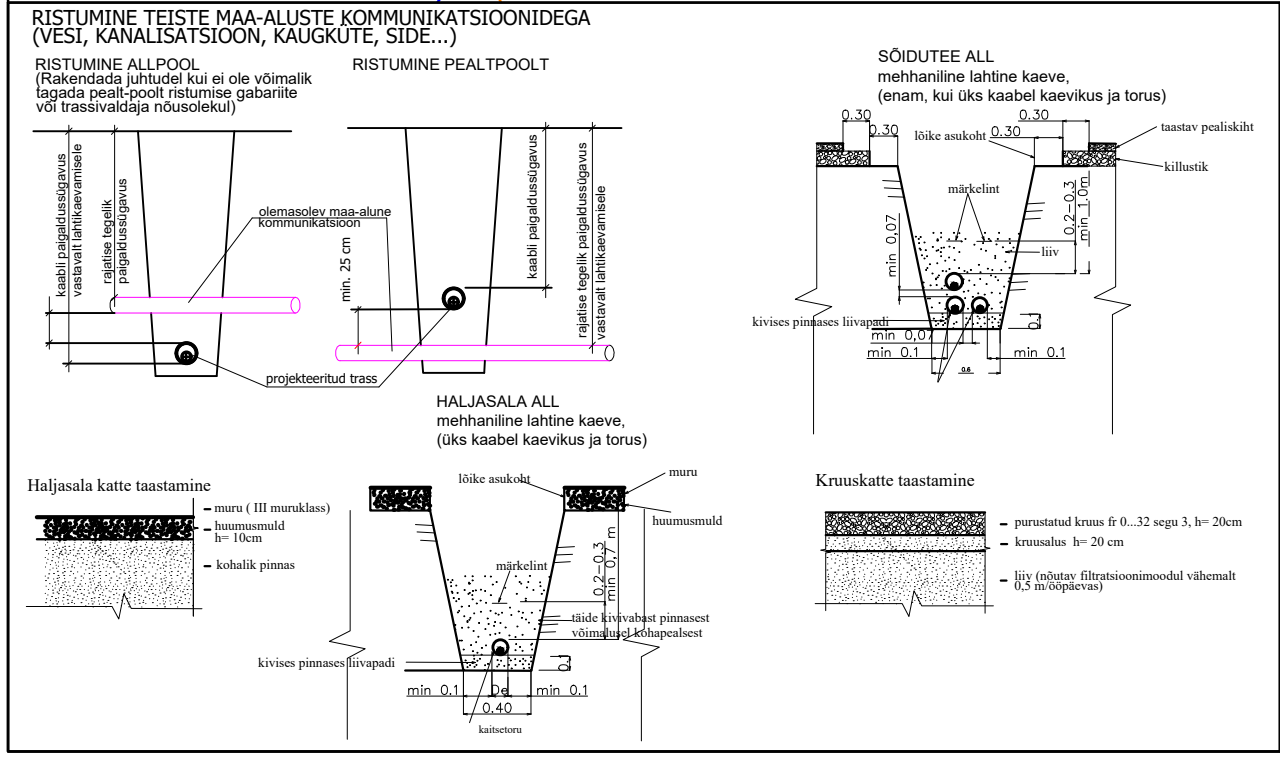 RISTUMINE TEISTE MAA-ALUSTE KOMMUNIKATSIOONIDEGA
(VESI, KANALISATSIOON, KAUGKÜTE, SIDE...)
RISTUMINE ALLPOOL
(Rakendada juhtudel kui ei ole võimalik
tagada pealt-poolt ristumise gabariite
või trassivaldaja nõusolekul)
kaabli paigaldussügavus
vastavalt lahtikaevamisele
rajatise tegelik
paigaldussügavus
RISTUMINE PEALTPOOLT
olemasolev maa-alune
kommunikatsioon
min. 25 cm
kaabli paigaldussügavus
rajatise tegelik paigaldussügavus
vastavalt lahtikaevamisele
projekteeritud trass
SÕIDUTEE ALL
mehhaniline lahtine kaeve,
(enam, kui üks kaabel kaevikus ja torus)
0.30
0.30
0.30
0.30
lõike asukoht
taastav pealiskiht
killustik
märkelint
0.2-0.3
min 1.0m
min 0,07
liiv
kivises pinnases liivapadi
0.1
min 0,07
min 0.1
min 0.1
0.6
HALJASALA ALL
mehhaniline lahtine kaeve,
(üks kaabel kaevikus ja torus)
lõike asukoht
muru
huumusmuld
0.2-0.3
min 0,7 m
märkelint
täide kivivabast pinnasest
võimalusel kohapealsest
kivises pinnases liivapadi
0.1
min 0.1
De
min 0.1
0.40
kaitsetoru
Haljasala katte taastamine
muru ( III muruklass)
huumusmuld
h= 10cm
kohalik pinnas
Kruuskatte taastamine
purustatud kruus fr 0...32 segu 3, h= 20cm
kruusalus h= 20 cm
liiv (nõutav filtratsioonimoodul vähemalt
0,5 m/ööpäevas)